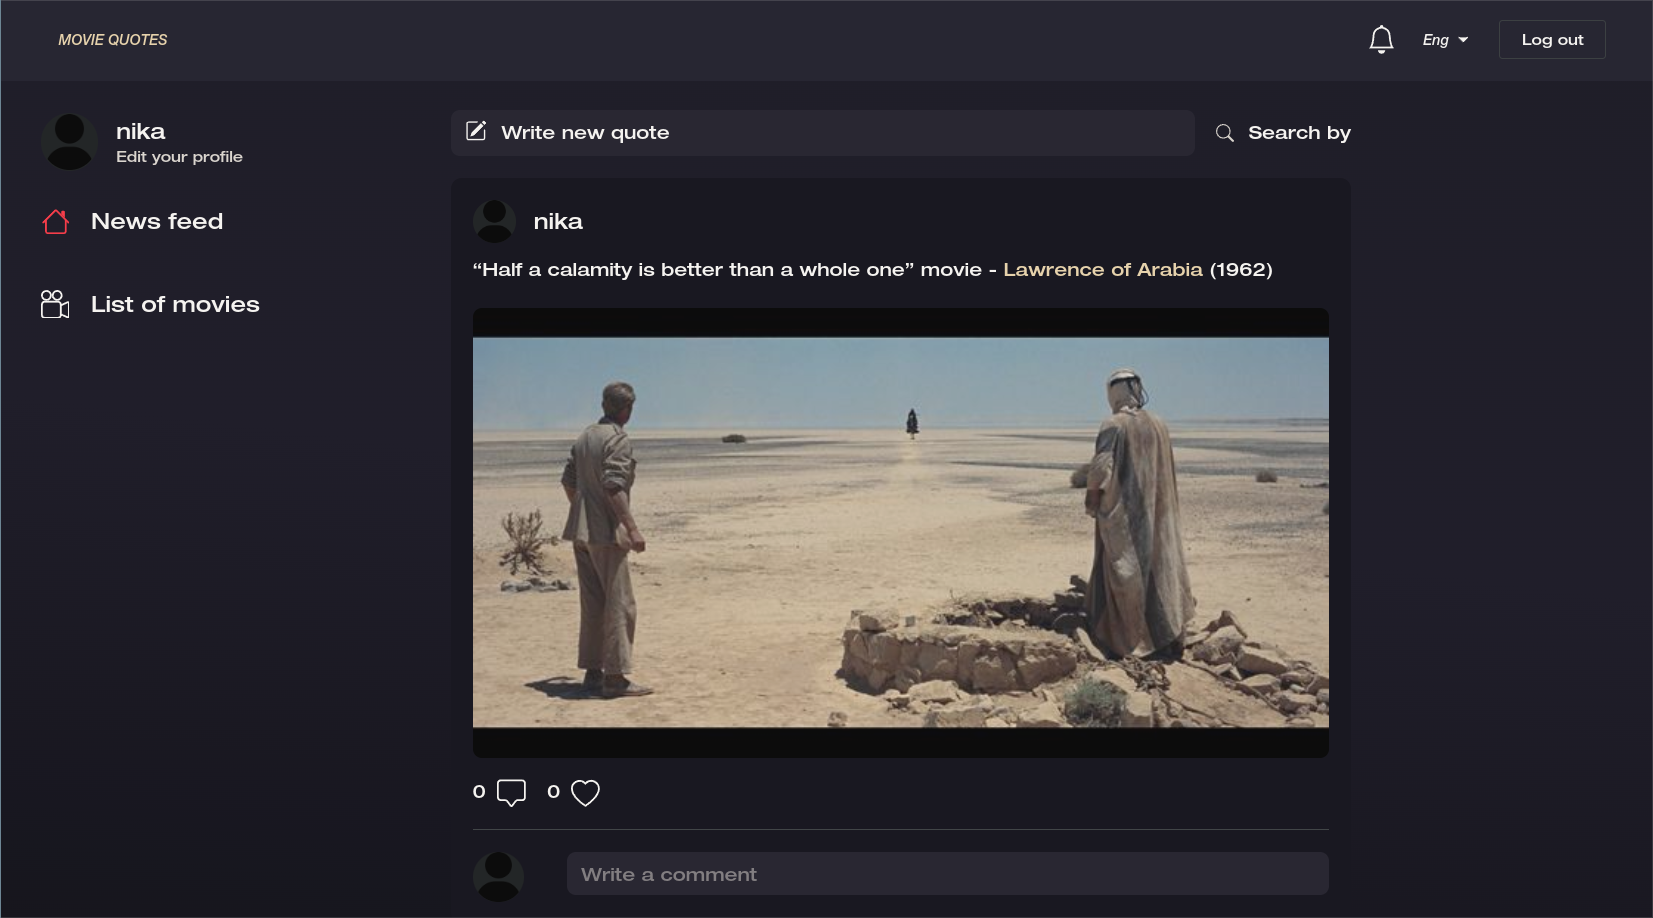 MOVIE QUOTES
Eng
Log out
nika
Edit your profile
News feed
List of movies
Write new quote
Search by
nika
“Half a calamity is better than a whole one” movie - Lawrence of Arabia (1962)
0 0
Write a comment